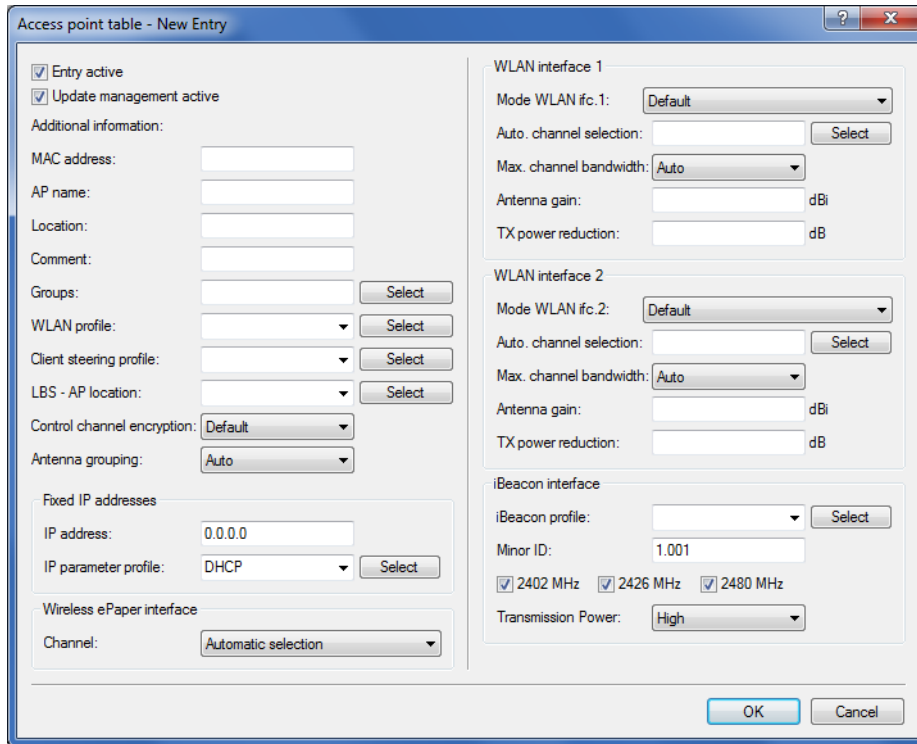 Access point table - New Entry
? X
Entry active
Update management active
Additional information:
MAC address:
AP name:
Location:
Comment:
Groups: Select
WLAN profile: Select
Client steering profile: Select
LBS - AP location: Select
Control channel encryption: Default
Antenna grouping: Auto
Fixed IP addresses
IP address: 0.0.0.0
IP parameter profile: DHCP Select
Wireless ePaper interface
Channel: Automatic selection
WLAN interface 1
Mode WLAN ifc.1: Default
Auto. channel selection: Select
Max. channel bandwidth: Auto
Antenna gain: dBi
TX power reduction: dB
WLAN interface 2
Mode WLAN ifc.2: Default
Auto. channel selection: Select
Max. channel bandwidth: Auto
Antenna gain: dBi
TX power reduction: dB
iBeacon interface
iBeacon profile: Select
Minor ID: 1.001
2402 MHz 2426 MHz 2480 MHz
Transmission Power: High
OK Cancel